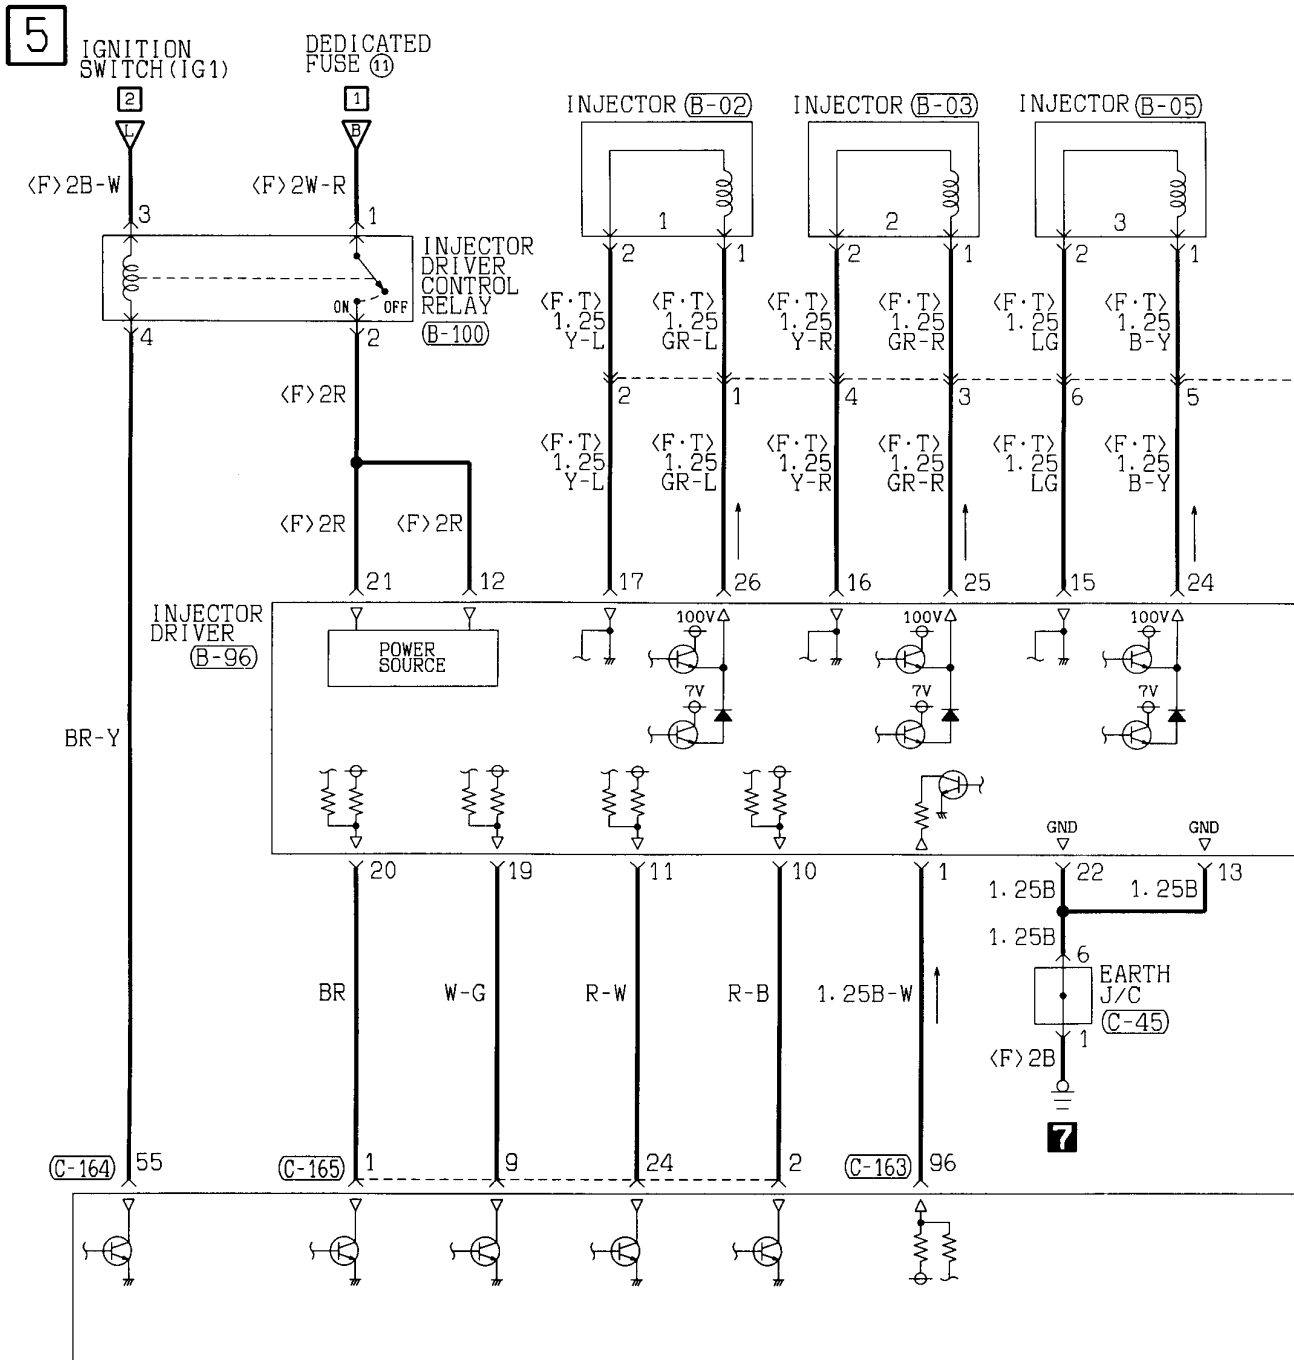 5
IGNITION
SWITCH(IG1)
DEDICATED
FUSE ⑪
2
1
L
B
INJECTOR (B-02)
INJECTOR (B-03)
INJECTOR (B-05)
<F>2B-W
<F>2W-R
3
1
1
2
3
2
1
2
1
2
1
INJECTOR
DRIVER
CONTROL
RELAY
(B-100)
ON
OFF
4
2
<F·T>
1.25
Y-L
<F·T>
1.25
GR-L
<F·T>
1.25
Y-R
<F·T>
1.25
GR-R
<F·T>
1.25
LG
<F·T>
1.25
B-Y
<F>2R
2
1
4
3
6
5
<F·T>
1.25
Y-L
<F·T>
1.25
GR-L
<F·T>
1.25
Y-R
<F·T>
1.25
GR-R
<F·T>
1.25
LG
<F·T>
1.25
B-Y
<F>2R
<F>2R
21
12
17
26
16
25
15
24
INJECTOR
DRIVER
(B-96)
POWER
SOURCE
100V
100V
100V
7V
7V
7V
BR-Y
GND
GND
20
19
11
10
1
22
13
1.25B
1.25B
1.25B
6
BR
W-G
R-W
R-B
1.25B-W
EARTH
J/C
(C-45)
1
<F>2B
7
(C-164)
55
(C-165)
1
9
24
2
(C-163)
96